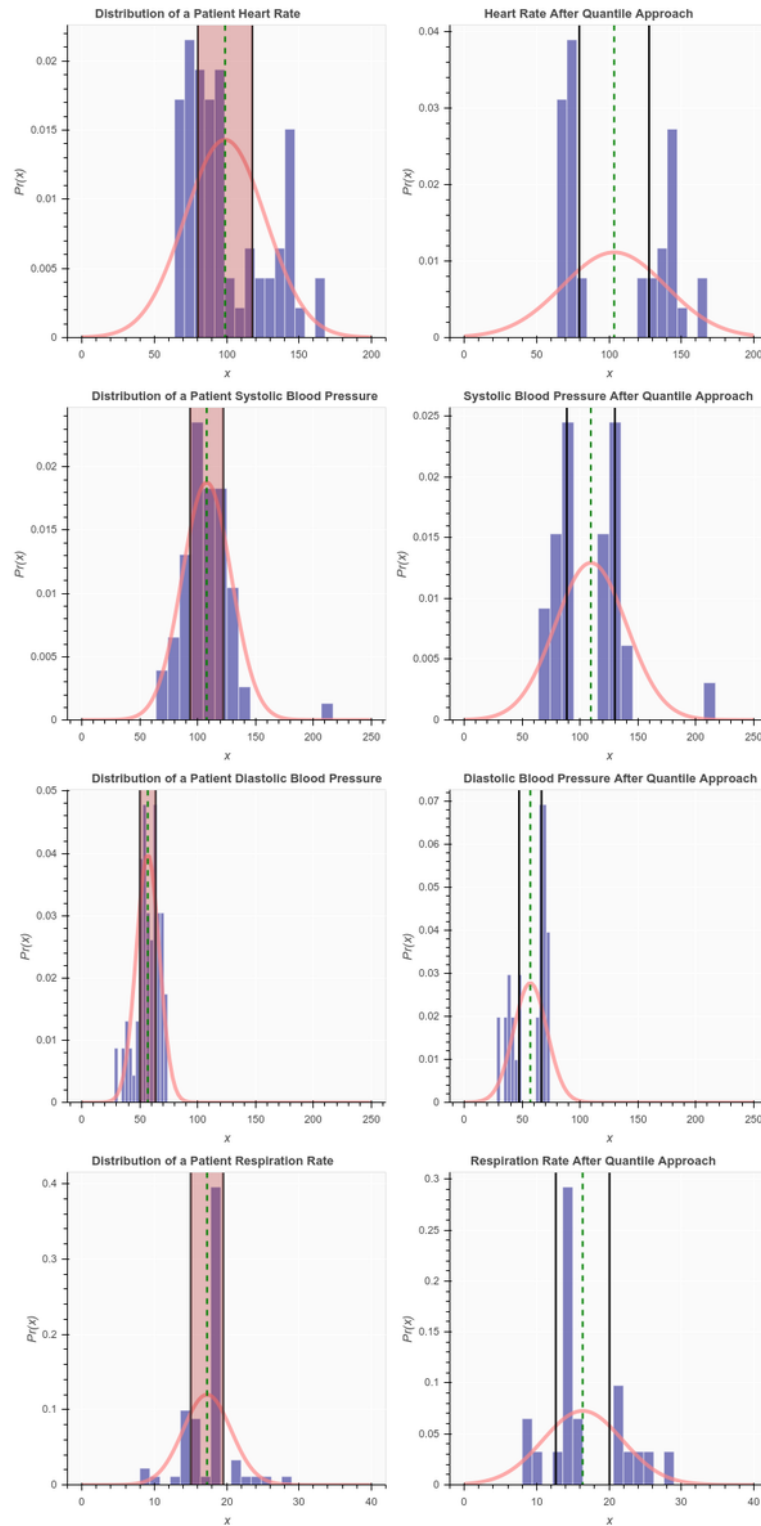 Distribution of a Patient Heart Rate
Pr(x)
0.02
0.015
0.01
0.005
0
0 50 100 150 200
x
Heart Rate After Quantile Approach
Pr(x)
0.04
0.03
0.02
0.01
0
0 50 100 150 200
x
Distribution of a Patient Systolic Blood Pressure
Pr(x)
0.02
0.015
0.01
0.005
0
0 50 100 150 200 250
x
Systolic Blood Pressure After Quantile Approach
Pr(x)
0.025
0.02
0.015
0.01
0.005
0
0 50 100 150 200 250
x
Distribution of a Patient Diastolic Blood Pressure
Pr(x)
0.05
0.04
0.03
0.02
0.01
0
0 50 100 150 200 250
x
Diastolic Blood Pressure After Quantile Approach
Pr(x)
0.07
0.06
0.05
0.04
0.03
0.02
0.01
0
0 50 100 150 200 250
x
Distribution of a Patient Respiration Rate
Pr(x)
0.4
0.3
0.2
0.1
0
0 10 20 30 40
x
Respiration Rate After Quantile Approach
Pr(x)
0.3
0.25
0.2
0.15
0.1
0.05
0
0 10 20 30 40
x